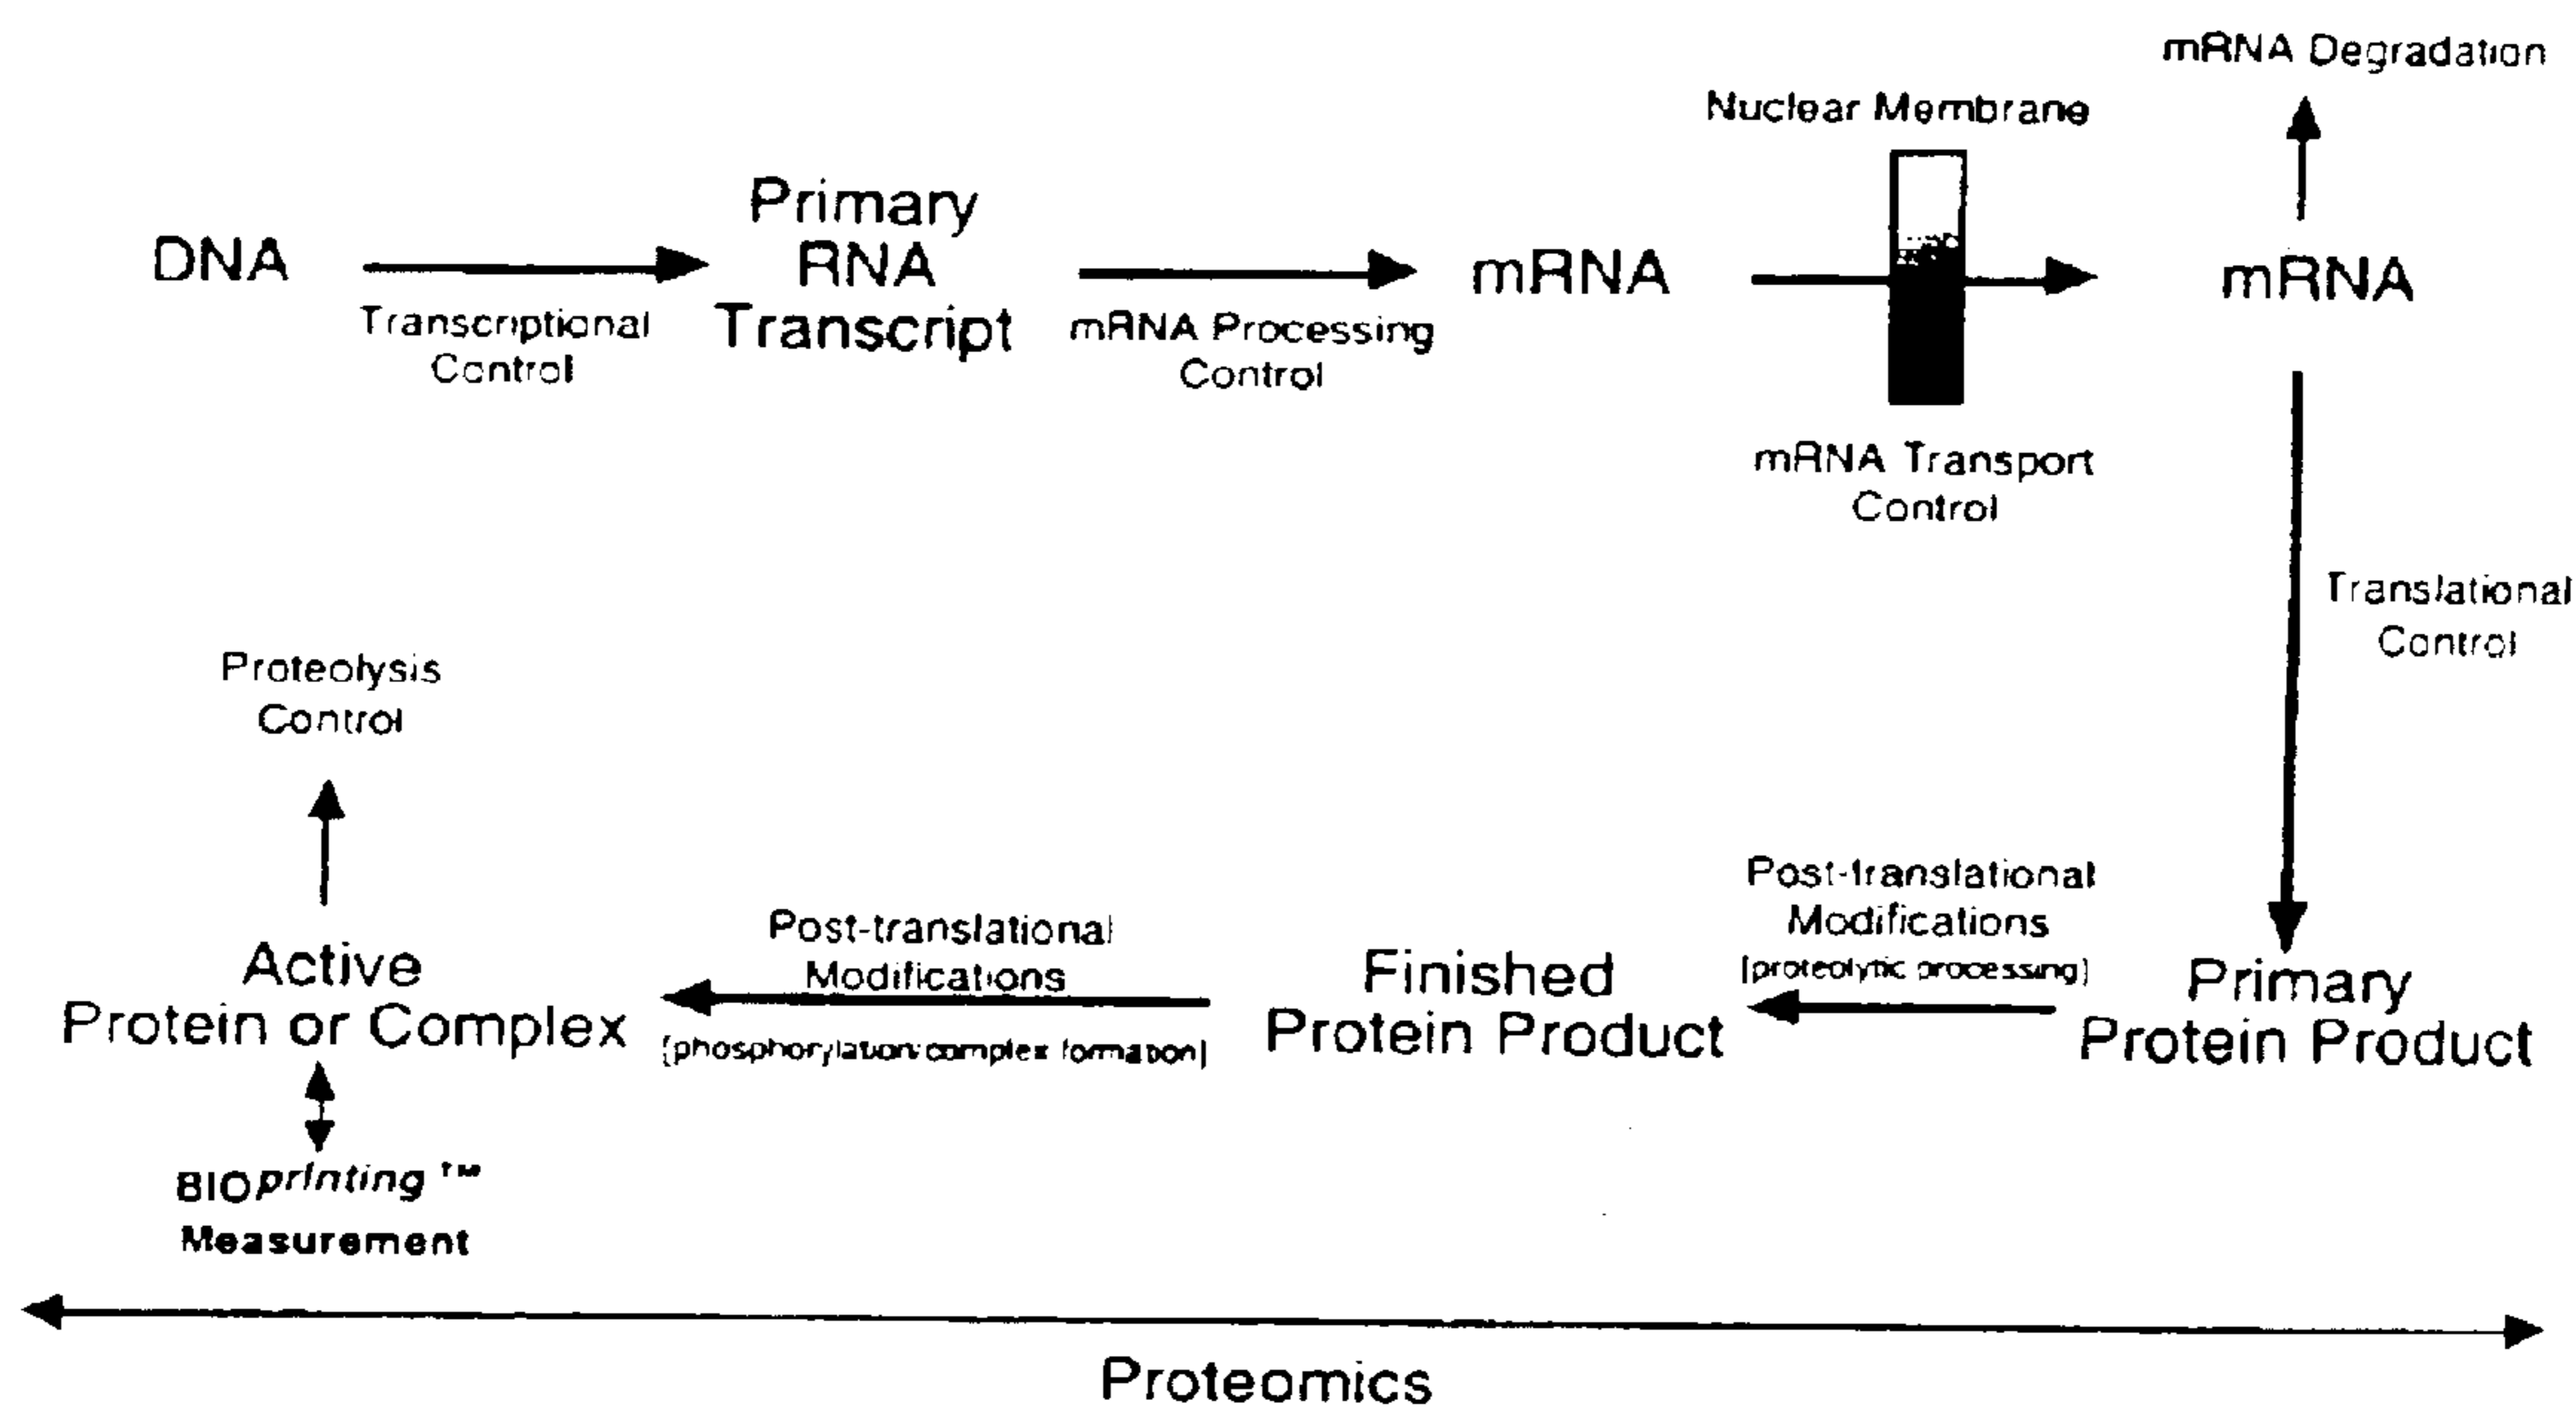 mRNA Degradation
Nuclear Membrane
DNA
Transcriptional
Control
Primary
RNA
Transcript
mRNA Processing
Control
mRNA
mRNA Transport
Control
mRNA
Translational
Control
Proteolysis
Control
Active
Protein or Complex
Post-translational
Modifications
[phosphorylation/complex formation]
Finished
Protein Product
Post-translational
Modifications
[proteolytic processing]
Primary
Protein Product
BIOprinting™
Measurement
Proteomics